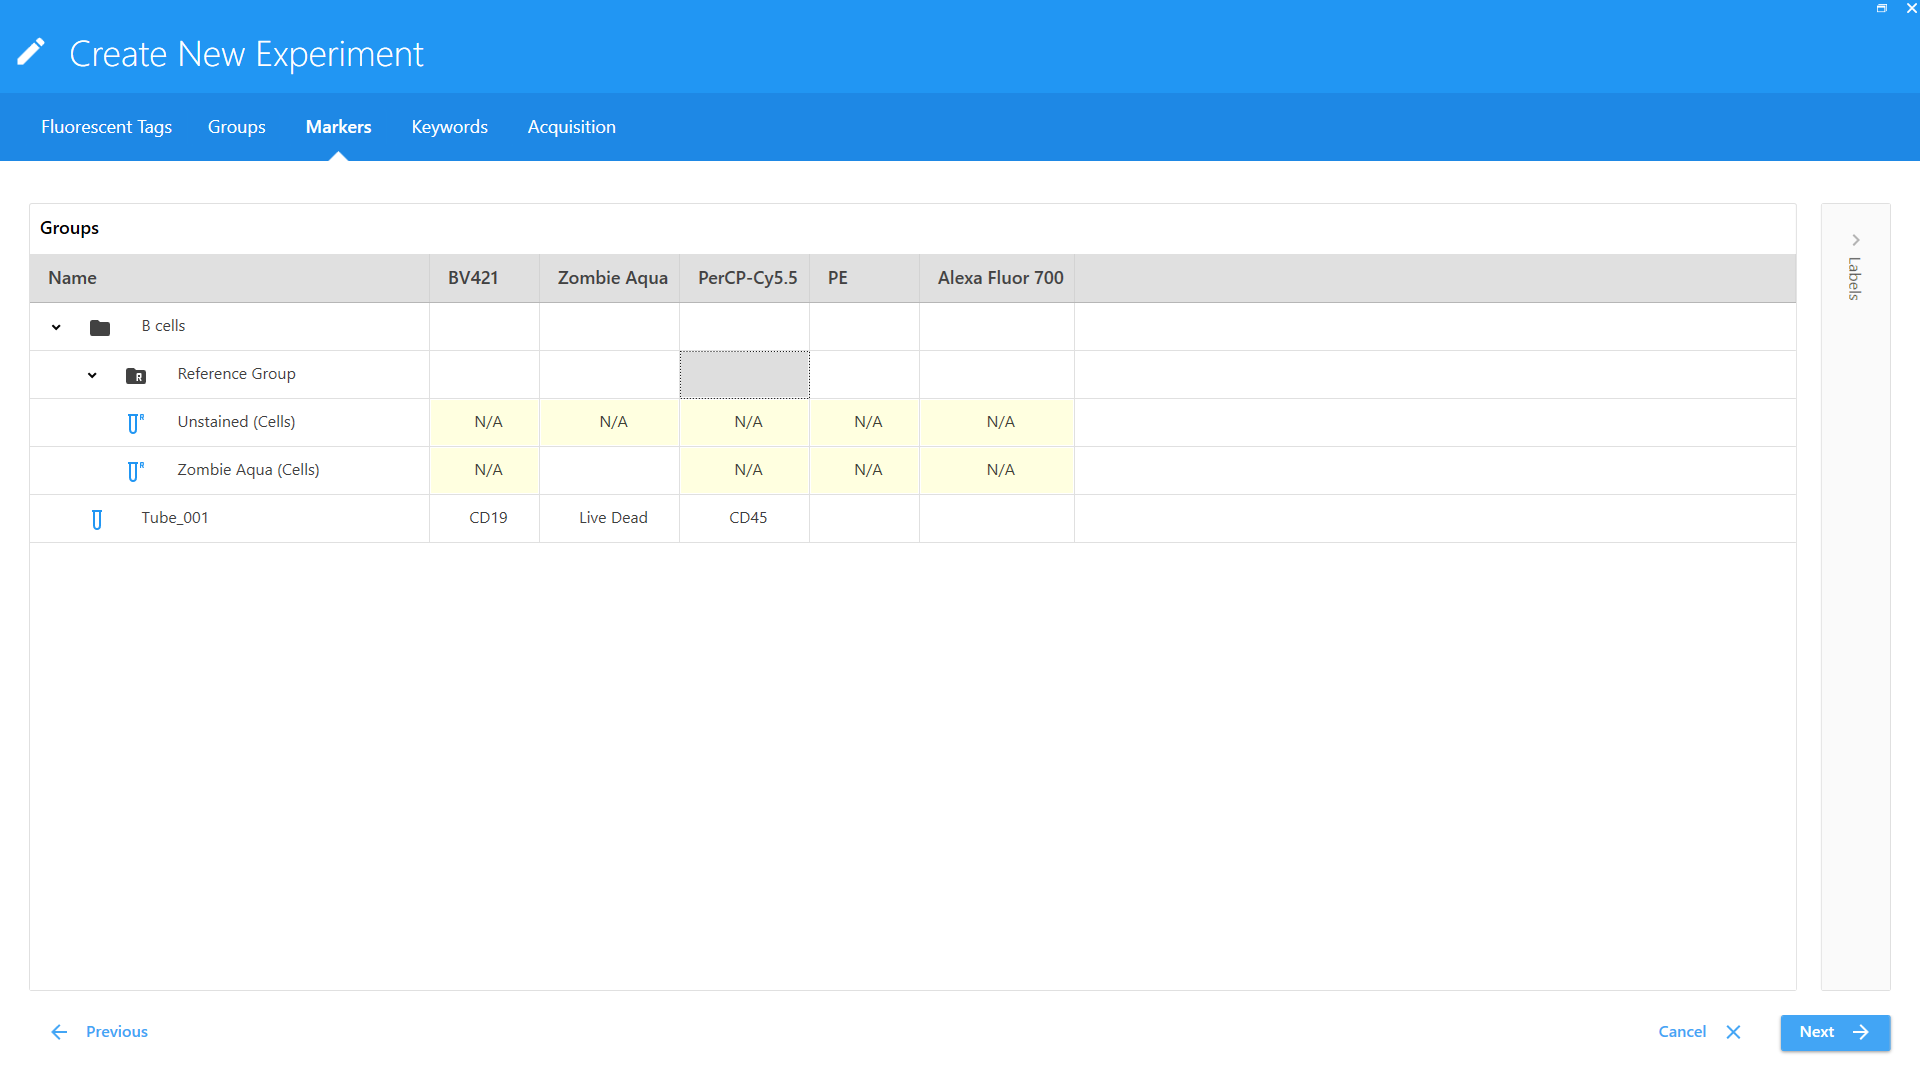 Create New Experiment
Fluorescent Tags Groups Markers Keywords Acquisition
Groups
Name BV421 Zombie Aqua PerCP-Cy5.5 PE Alexa Fluor 700
B cells
R Reference Group
R Unstained (Cells) N/A N/A N/A N/A N/A
R Zombie Aqua (Cells) N/A N/A N/A N/A
Tube_001 CD19 Live Dead CD45
Labels
Previous Cancel Next